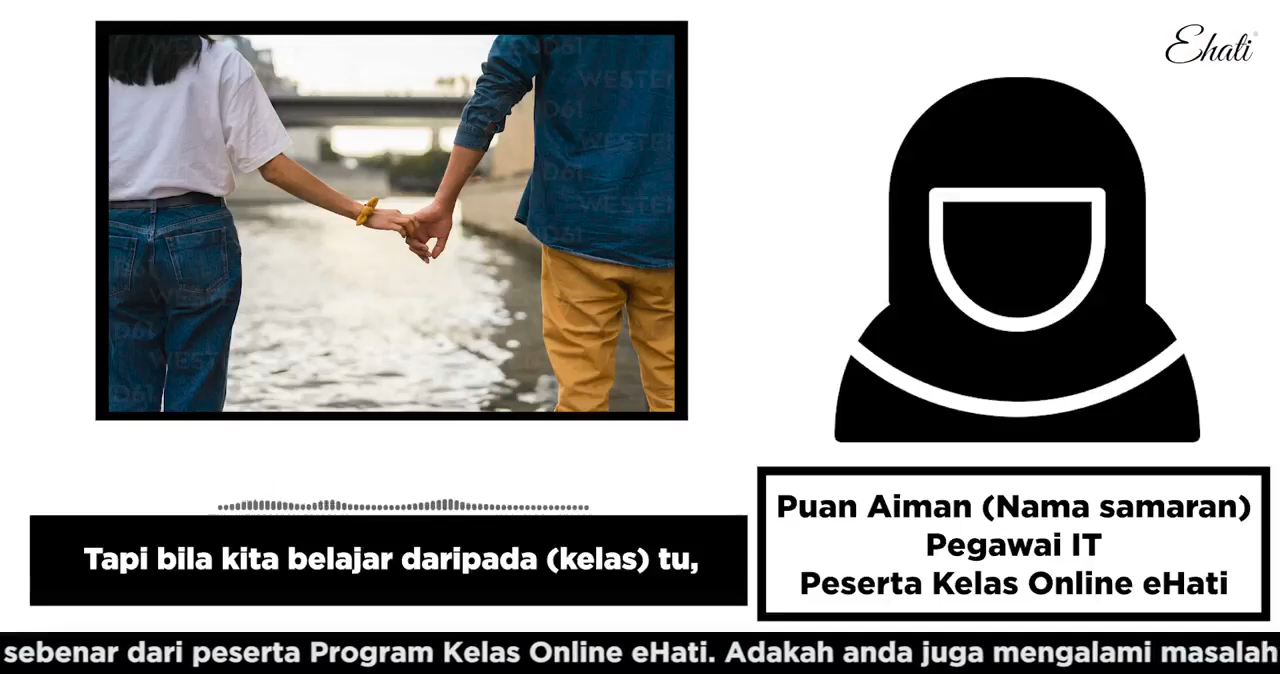 Ehati
Tapi bila kita belajar daripada (kelas) tu,
Puan Aiman (Nama samaran)
Pegawai IT
Peserta Kelas Online eHati
sebenar dari peserta Program Kelas Online eHati. Adakah anda juga mengalami masalah